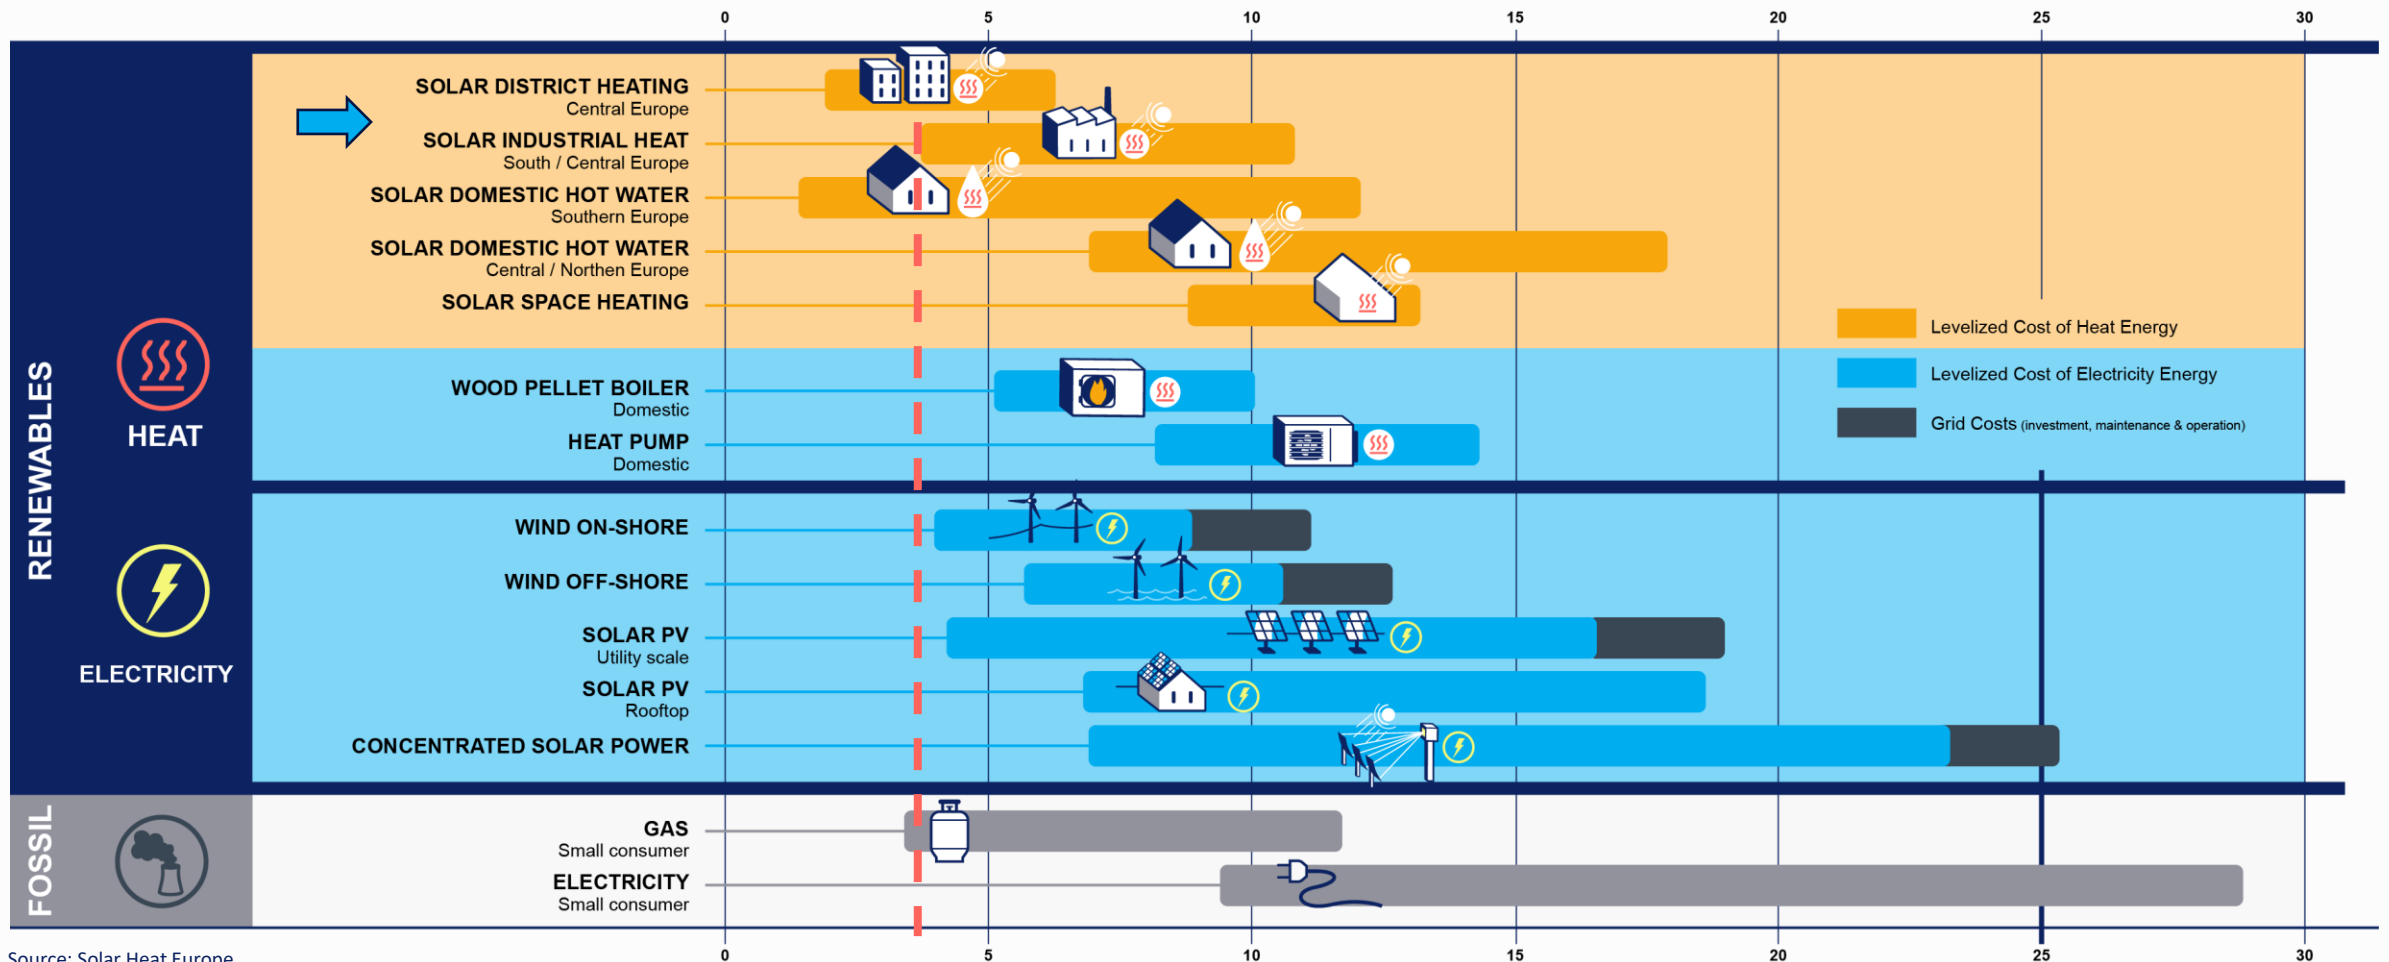 0 5 10 15 20 25 30
SOLAR DISTRICT HEATING
Central Europe
SOLAR INDUSTRIAL HEAT
South / Central Europe
SOLAR DOMESTIC HOT WATER
Southern Europe
SOLAR DOMESTIC HOT WATER
Central / Northen Europe
SOLAR SPACE HEATING
Levelized Cost of Heat Energy
Levelized Cost of Electricity Energy
Grid Costs (investment, maintenance & operation)
RENEWABLES
HEAT
WOOD PELLET BOILER
Domestic
HEAT PUMP
Domestic
ELECTRICITY
WIND ON-SHORE
WIND OFF-SHORE
SOLAR PV
Utility scale
SOLAR PV
Rooftop
CONCENTRATED SOLAR POWER
FOSSIL
GAS
Small consumer
ELECTRICITY
Small consumer
0 5 10 15 20 25 30
Source: Solar Heat Europe